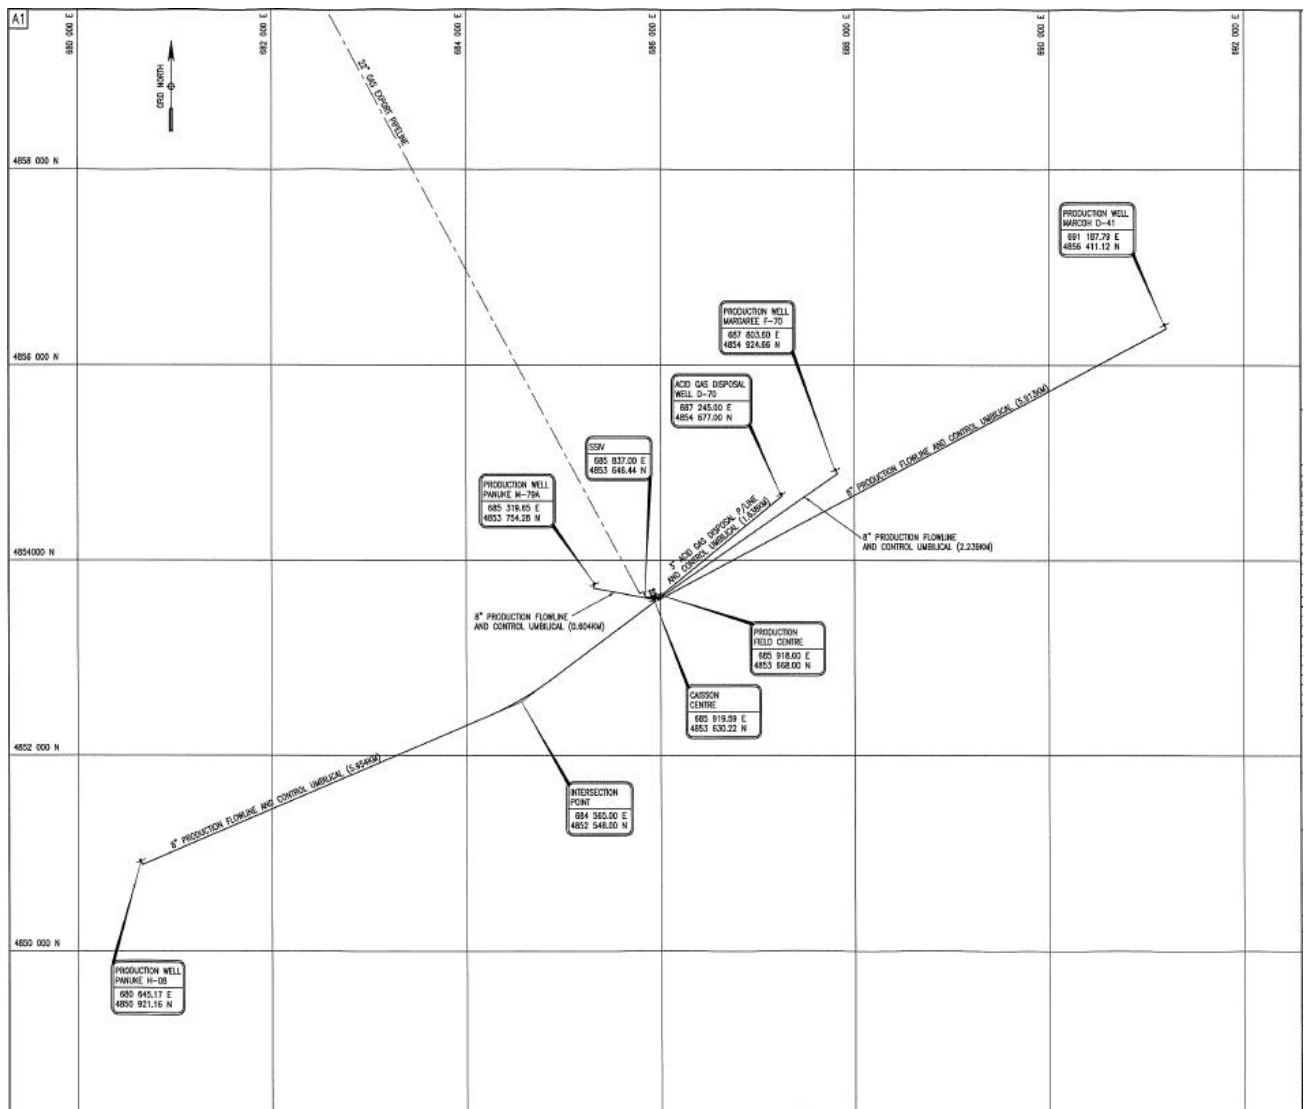 A1
680 000 E
682 000 E
684 000 E
686 000 E
688 000 E
690 000 E
692 000 E
GRID NORTH
22" GAS EXPORT PIPELINE
4858 000 N
PRODUCTION WELL
MARCOH D-41
691 187.79 E
4856 411.12 N
PRODUCTION WELL
MARGAREE F-70
687 803.60 E
4854 924.66 N
4856 000 N
ACID GAS DISPOSAL
WELL D-70
687 245.00 E
4854 677.00 N
8" PRODUCTION FLOWLINE AND CONTROL UMBILICAL (5.913KM)
SSIV
685 837.00 E
4853 646.44 N
PRODUCTION WELL
PANUKE M-79A
685 319.65 E
4853 754.28 N
3" ACID GAS DISPOSAL P/LINE
AND CONTROL UMBILICAL (1.636KM)
8" PRODUCTION FLOWLINE
AND CONTROL UMBILICAL (2.239KM)
4854000 N
8" PRODUCTION FLOWLINE
AND CONTROL UMBILICAL (0.604KM)
PRODUCTION
FIELD CENTRE
685 918.00 E
4853 668.00 N
CAISSON
CENTRE
685 919.59 E
4853 630.22 N
4852 000 N
8" PRODUCTION FLOWLINE AND CONTROL UMBILICAL (5.954KM)
INTERSECTION
POINT
684 565.00 E
4852 548.00 N
4850 000 N
PRODUCTION WELL
PANUKE H-08
680 645.17 E
4850 921.16 N